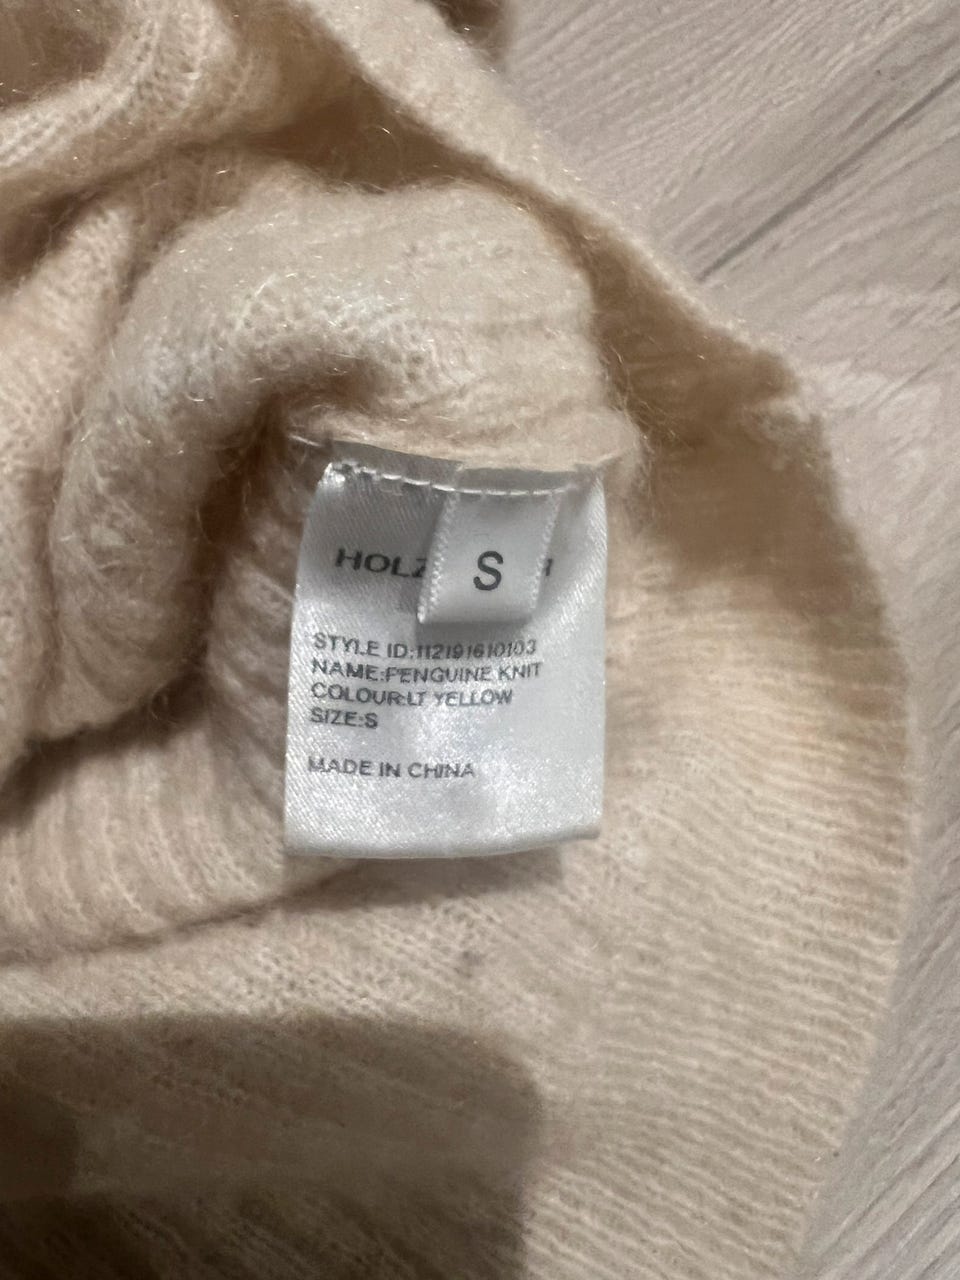 HOLZ
S
STYLE ID:112191610103
NAME:PENGUINE KNIT
COLOUR:LT YELLOW
SIZE:S
MADE IN CHINA